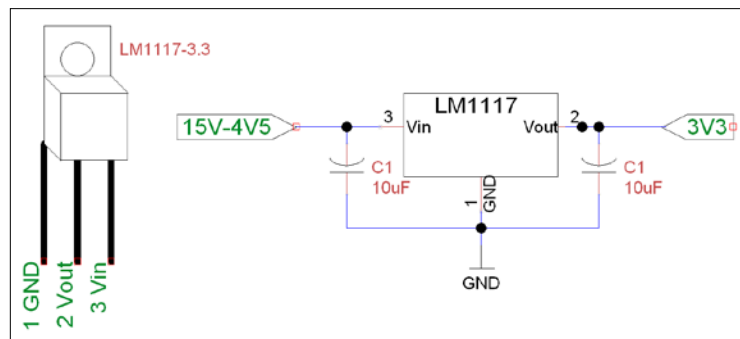 LM1117-3.3
1 GND
2 Vout
3 Vin
15V-4V5
3
Vin
LM1117
Vout
2
3V3
C1
10uF
1
GND
C1
10uF
GND